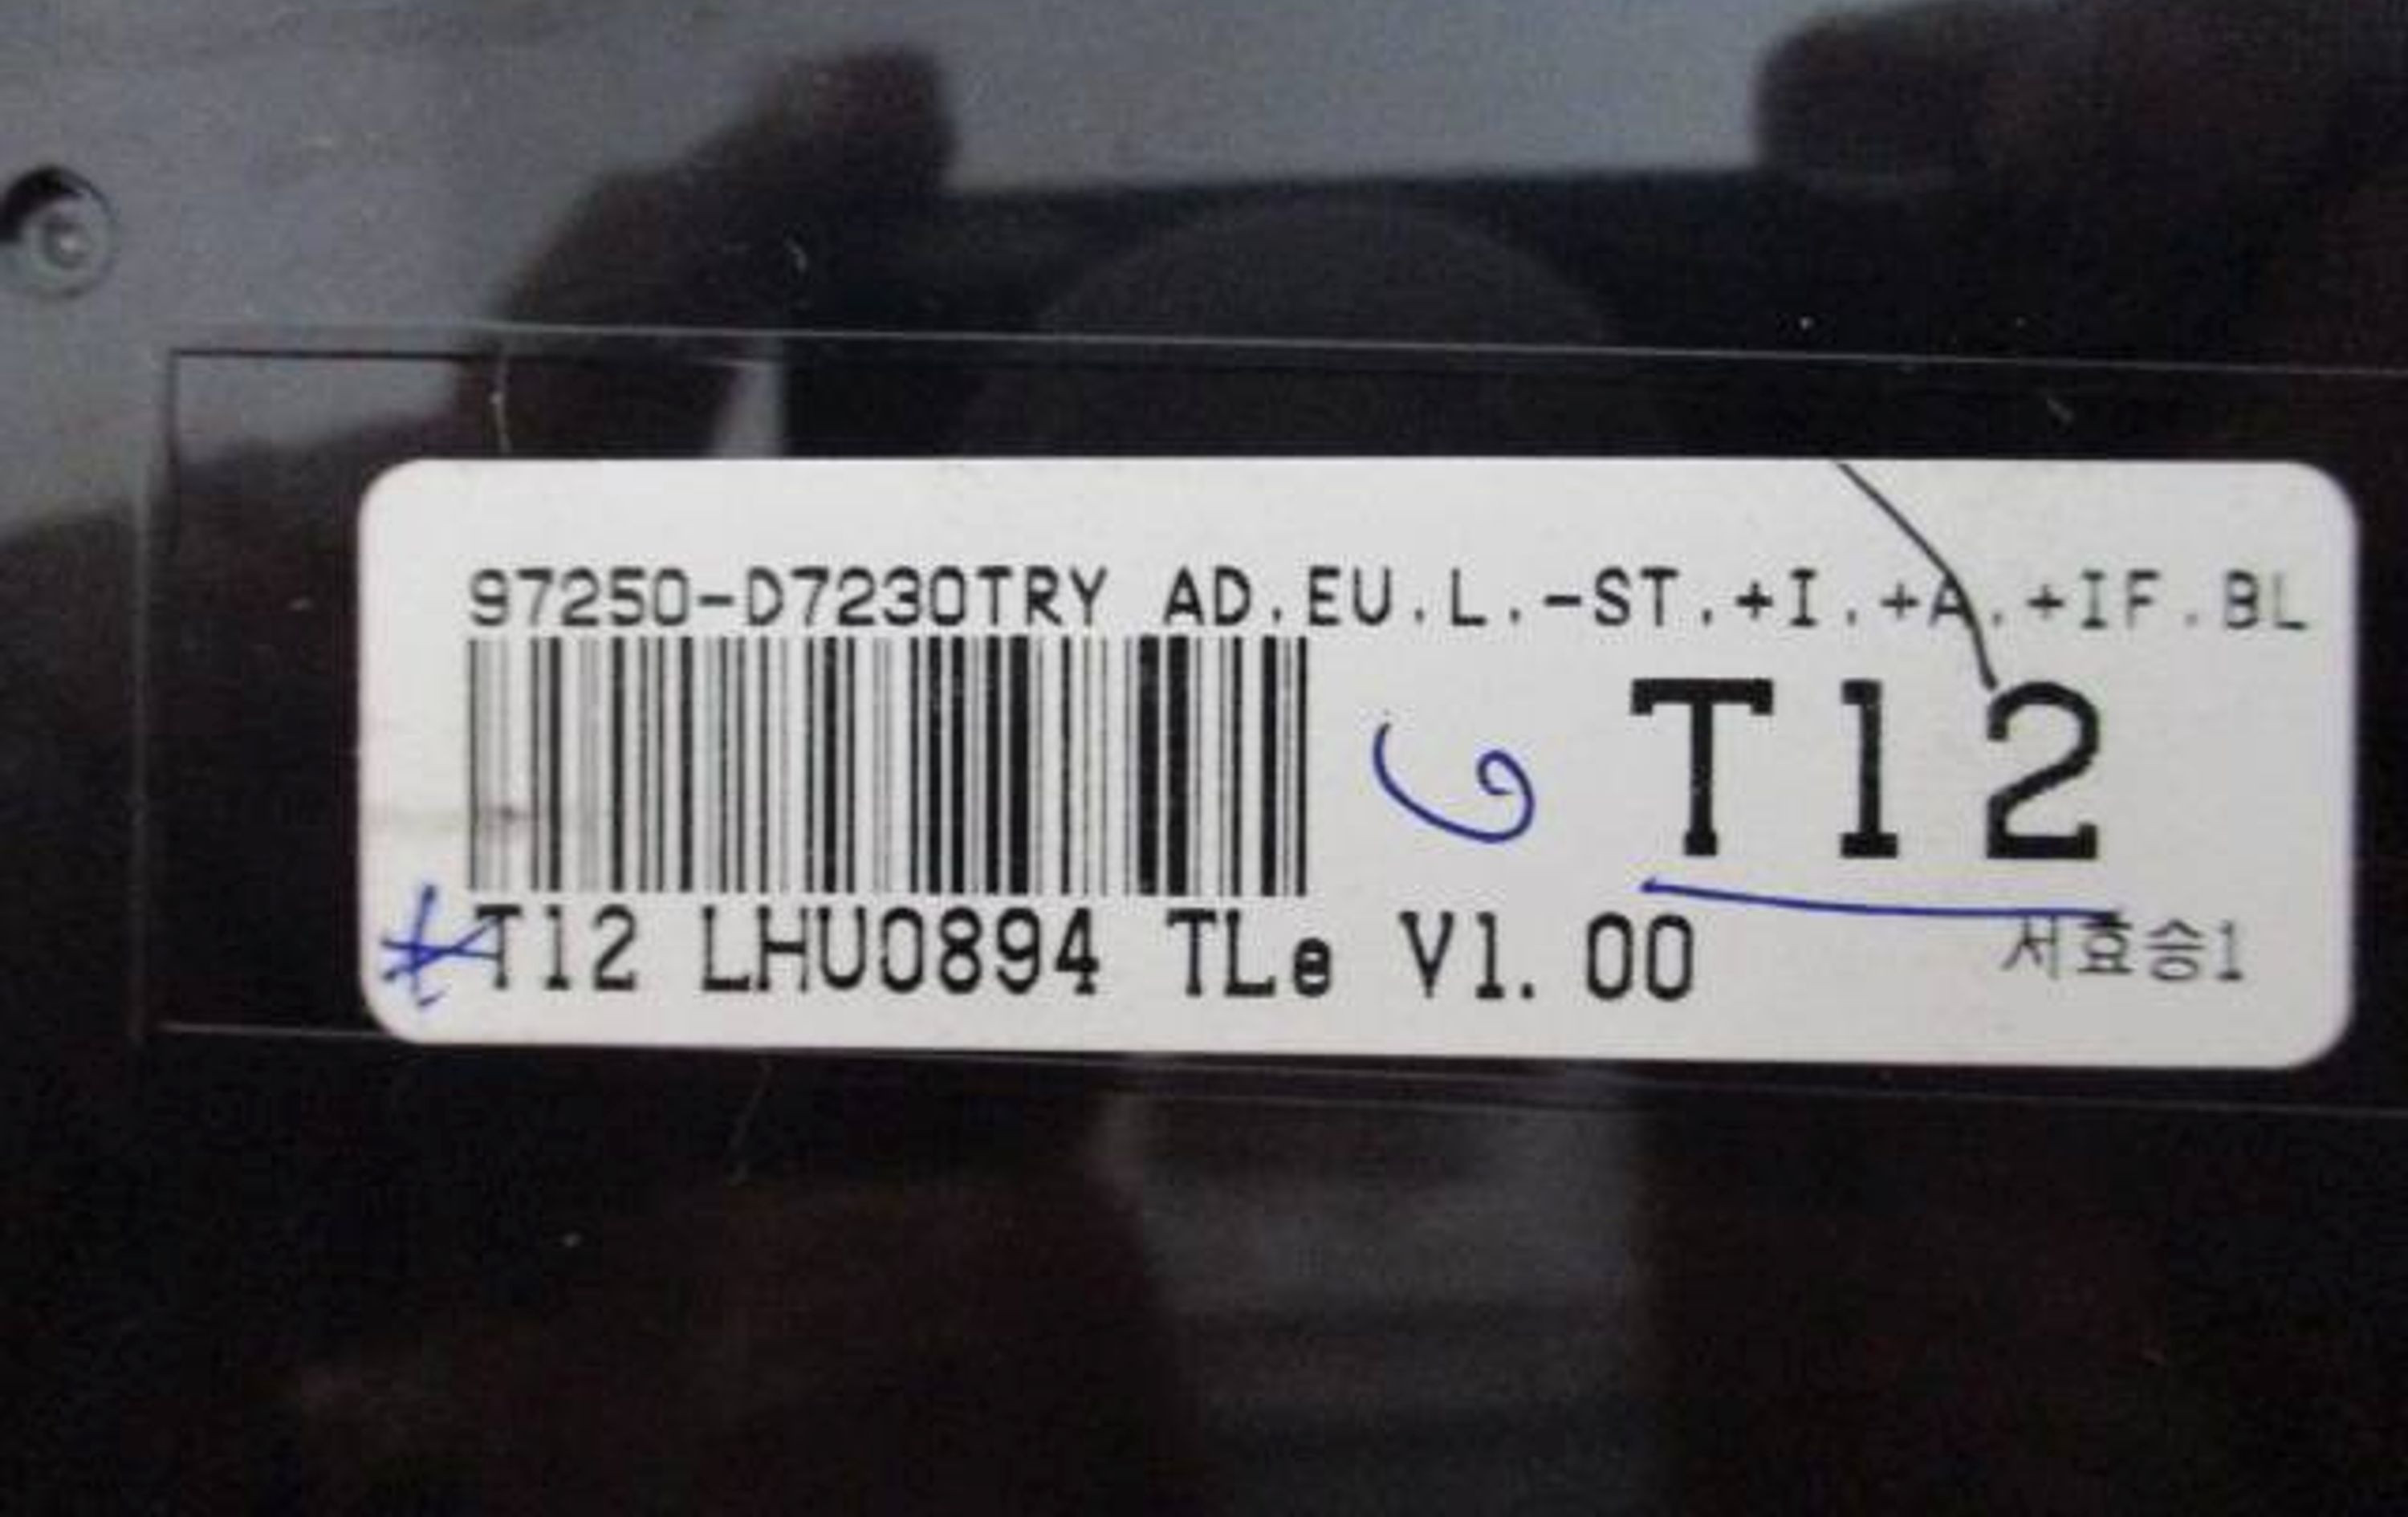 97250-D7230TRY AD.EU.L.-ST.+I.+A.+IF.BL
T12
T12 LHU0894 TLe V1.00
서효승1